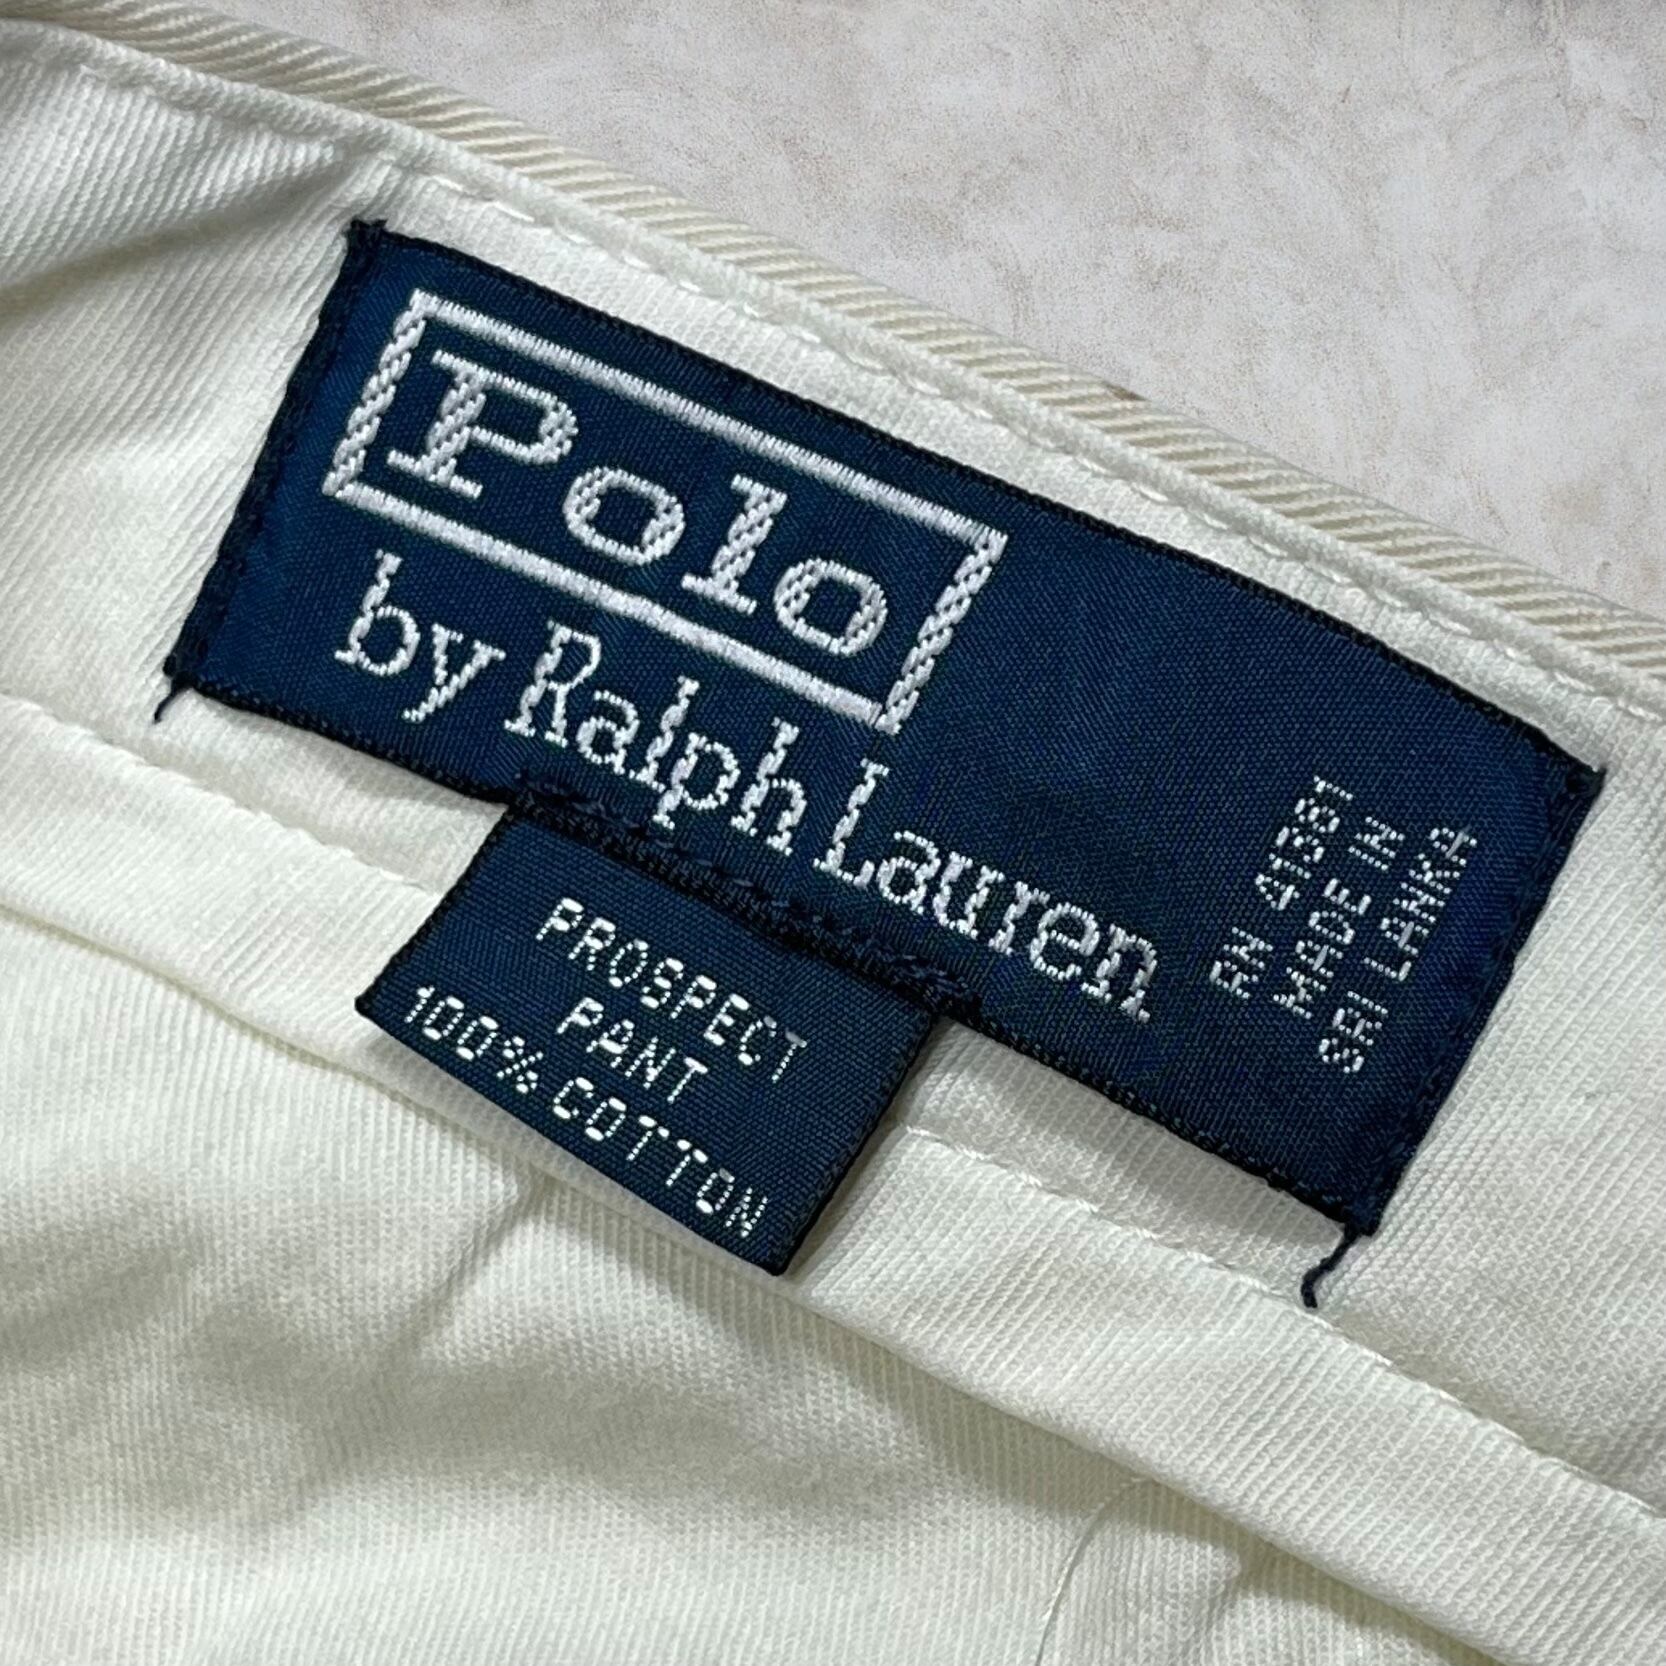 Polo
by Ralph Lauren
RN 41381
MADE IN
SRI LANKA
PROSPECT
PANT
100% COTTON